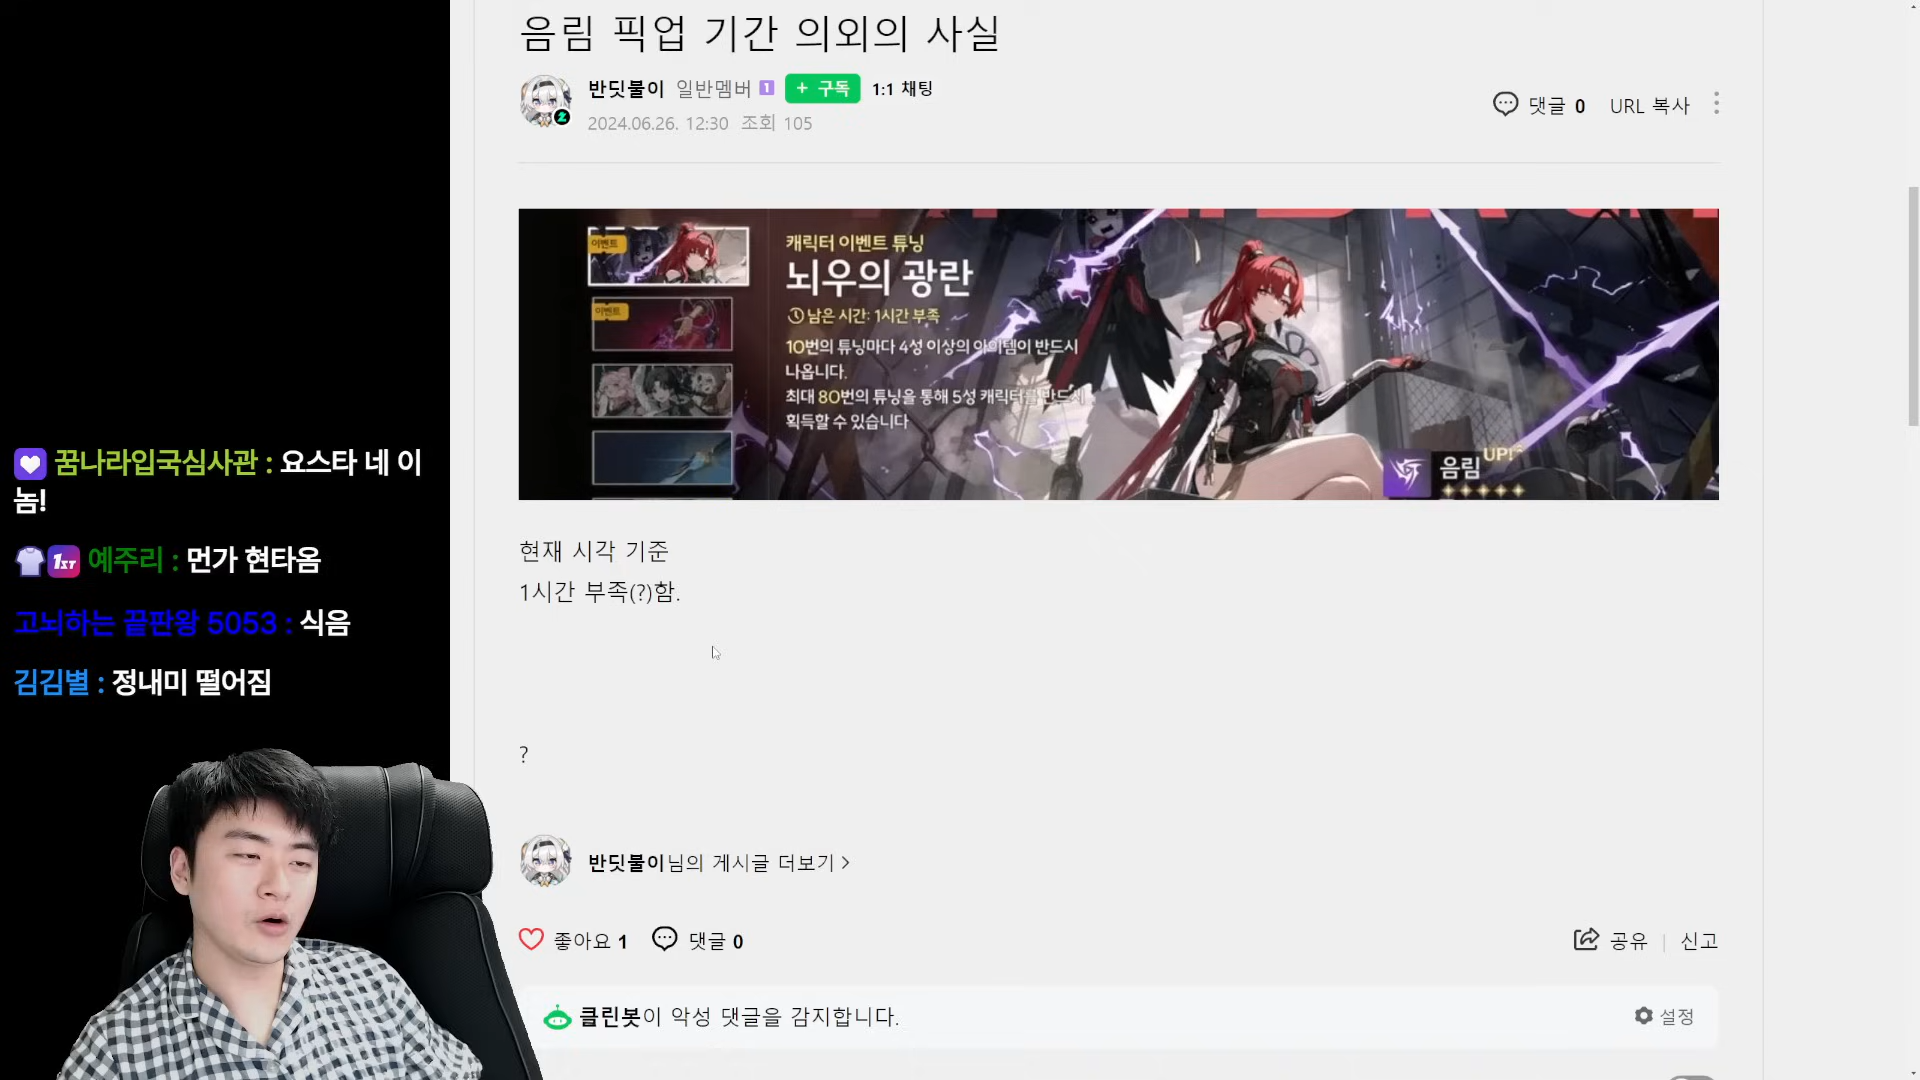 음림 픽업 기간 의외의 사실
반딧불이 일반멤버 1 + 구독 1:1 채팅
2024.06.26. 12:30 조회 105
댓글 0 URL 복사
이벤트
이벤트
캐릭터 이벤트 튜닝
뇌우의 광란
남은 시간: 1시간 부족
10번의 튜닝마다 4성 이상의 아이템이 반드시
나옵니다.
최대 80번의 튜닝을 통해 5성 캐릭터를 반드시
획득할 수 있습니다
음림 UP!
현재 시각 기준
1시간 부족(?)함.
?
반딧불이님의 게시글 더보기 >
좋아요 1 댓글 0
공유 신고
클린봇이 악성 댓글을 감지합니다.
설정
꿈나라입국심사관 : 요스타 네 이
놈!
1ST 예주리 : 먼가 현타옴
고뇌하는 끝판왕 5053 : 식음
김김별 : 정내미 떨어짐